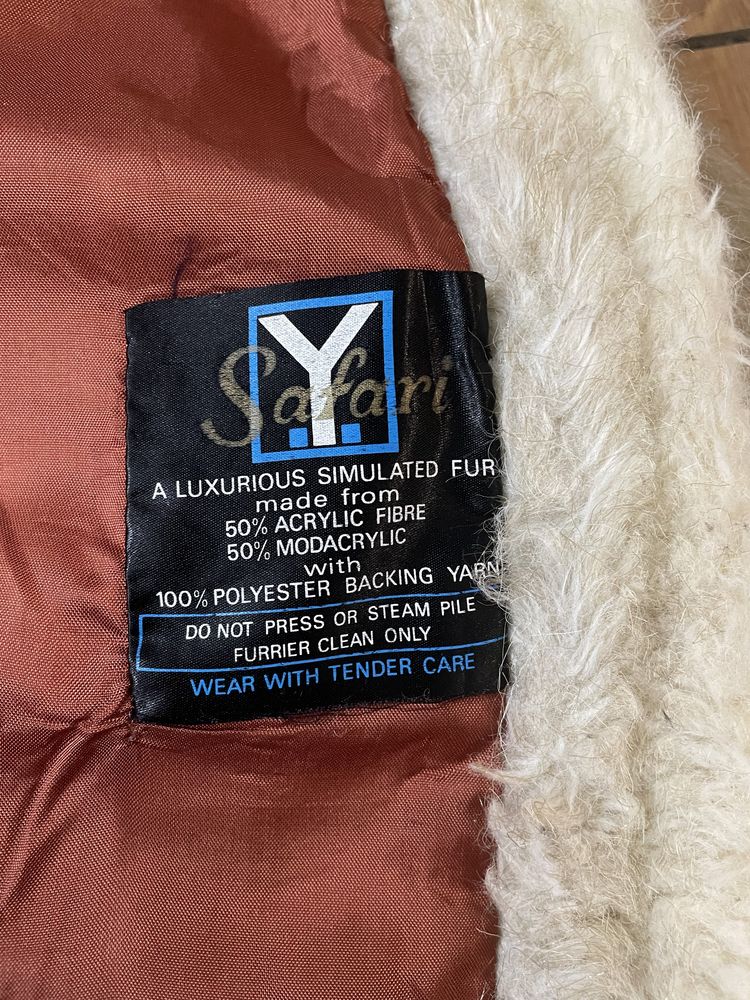 Y
Safari
A LUXURIOUS SIMULATED FUR
made from
50% ACRYLIC FIBRE
50% MODACRYLIC
with
100% POLYESTER BACKING YARN
DO NOT PRESS OR STEAM PILE
FURRIER CLEAN ONLY
WEAR WITH TENDER CARE